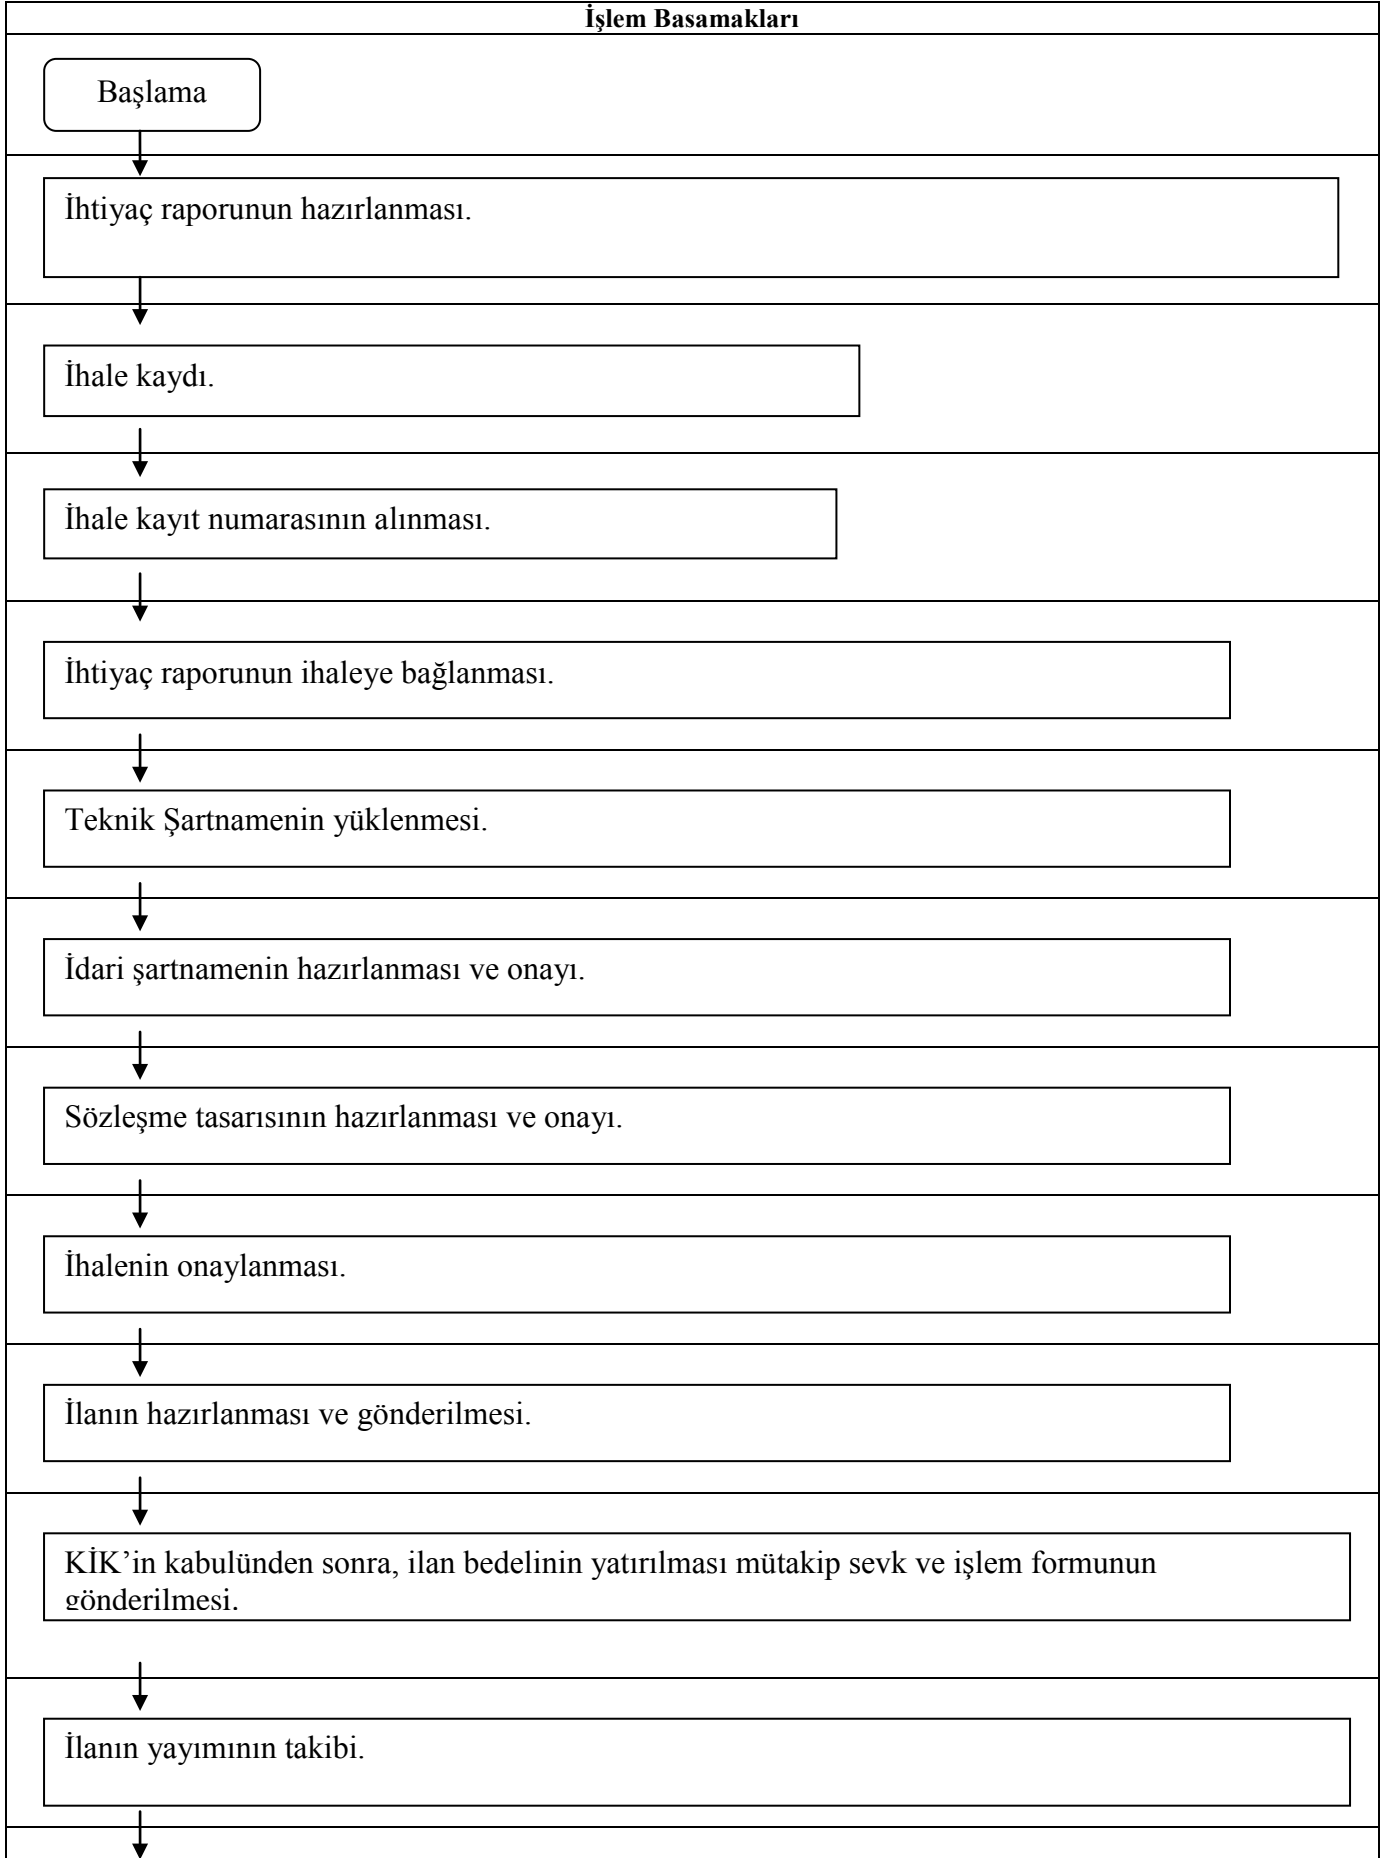 İşlem Basamakları
Başlama
İhtiyaç raporunun hazırlanması.
İhale kaydı.
İhale kayıt numarasının alınması.
İhtiyaç raporunun ihaleye bağlanması.
Teknik Şartnamenin yüklenmesi.
İdari şartnamenin hazırlanması ve onayı.
Sözleşme tasarısının hazırlanması ve onayı.
İhalenin onaylanması.
İlanın hazırlanması ve gönderilmesi.
KİK’in kabulünden sonra, ilan bedelinin yatırılması mütakip sevk ve işlem formunun
gönderilmesi.
İlanın yayımının takibi.